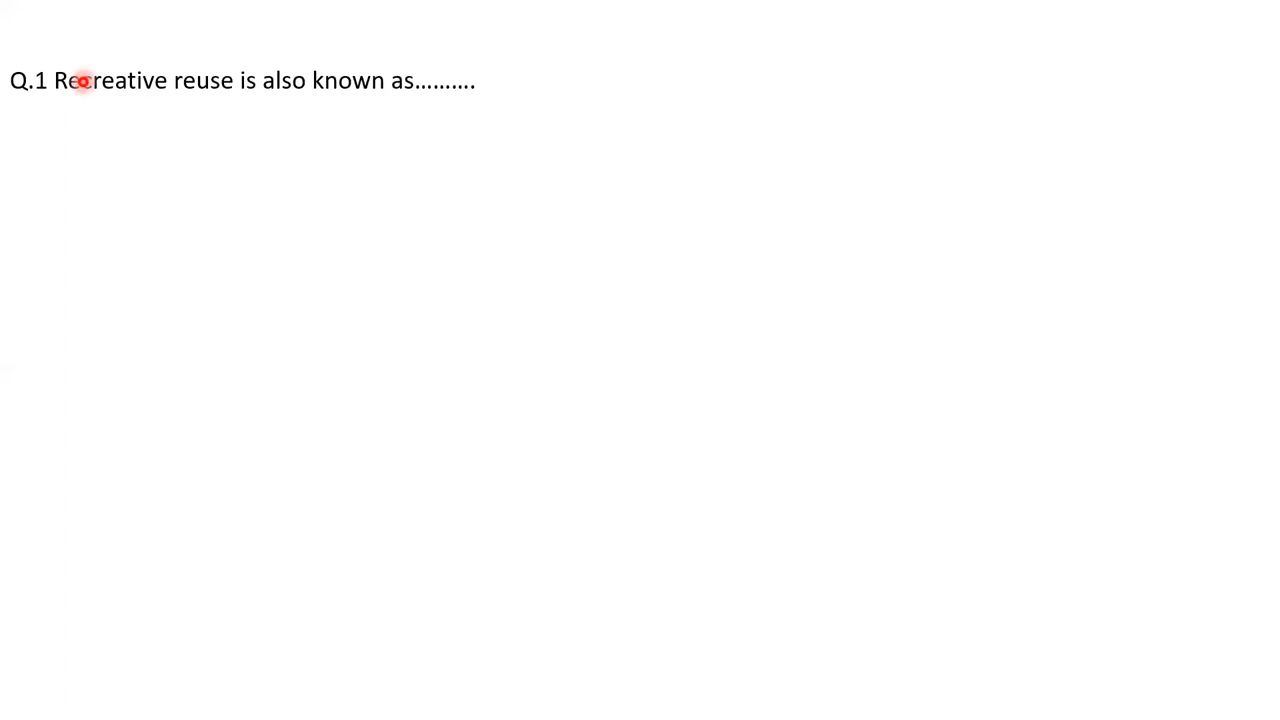 Q.1 Recreative reuse is also known as……….